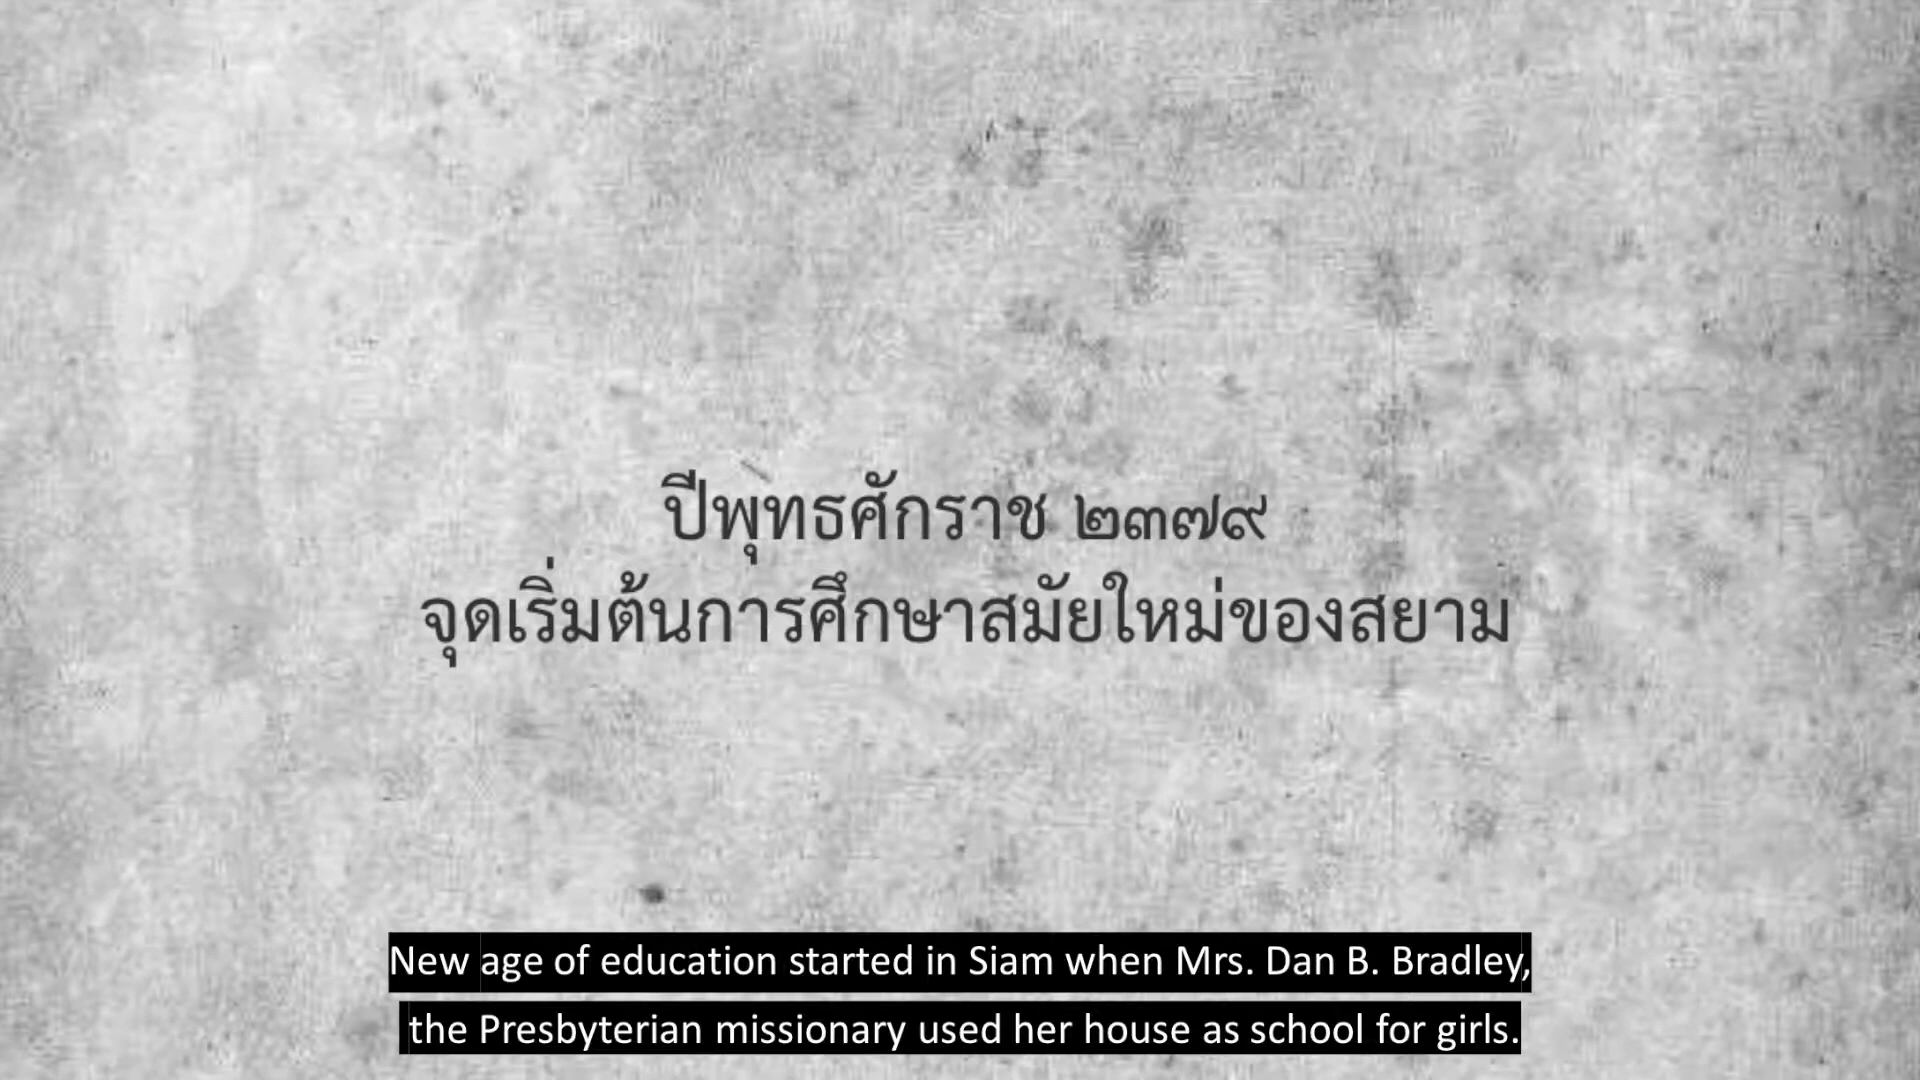 ปีพุทธศักราช ๒๓๗๙
จุดเริ่มต้นการศึกษาสมัยใหม่ของสยาม
New age of education started in Siam when Mrs. Dan B. Bradley,
the Presbyterian missionary used her house as school for girls.